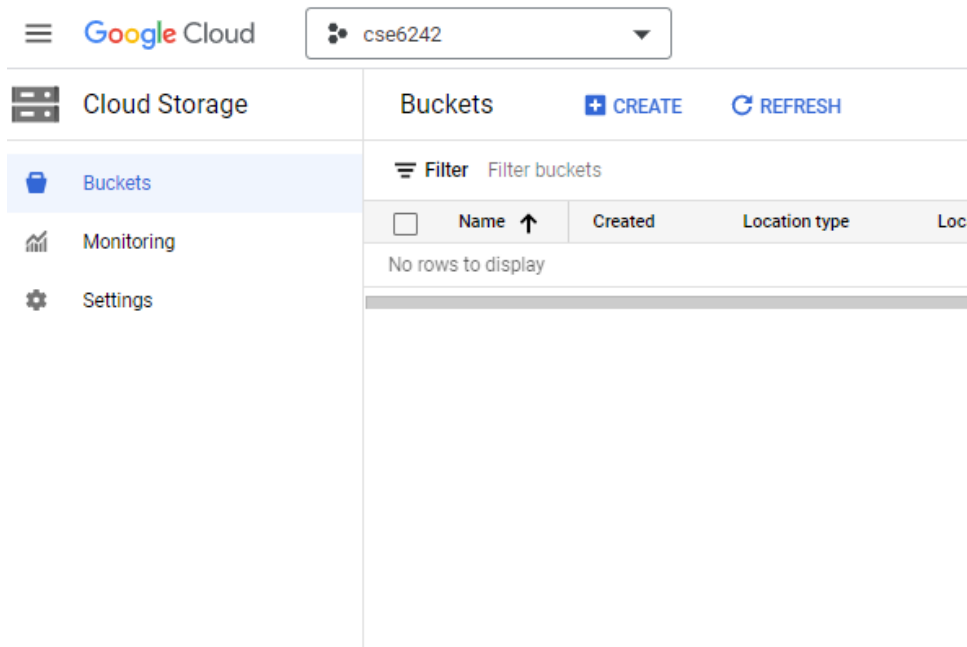 Google Cloud
cse6242
Cloud Storage
Buckets
Monitoring
Settings
Buckets CREATE REFRESH
Filter Filter buckets
Name Created Location type Loc
No rows to display